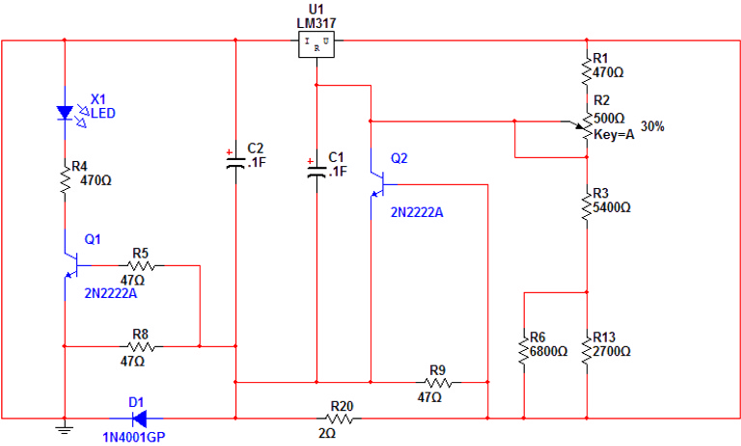 U1
LM317
I R U
R1
470Ω
X1
LED
R2
500Ω
Key=A
30%
C2
.1F
C1
.1F
Q2
R4
470Ω
R3
5400Ω
2N2222A
Q1
R5
47Ω
2N2222A
R8
47Ω
R6
6800Ω
R13
2700Ω
R9
47Ω
D1
1N4001GP
R20
2Ω